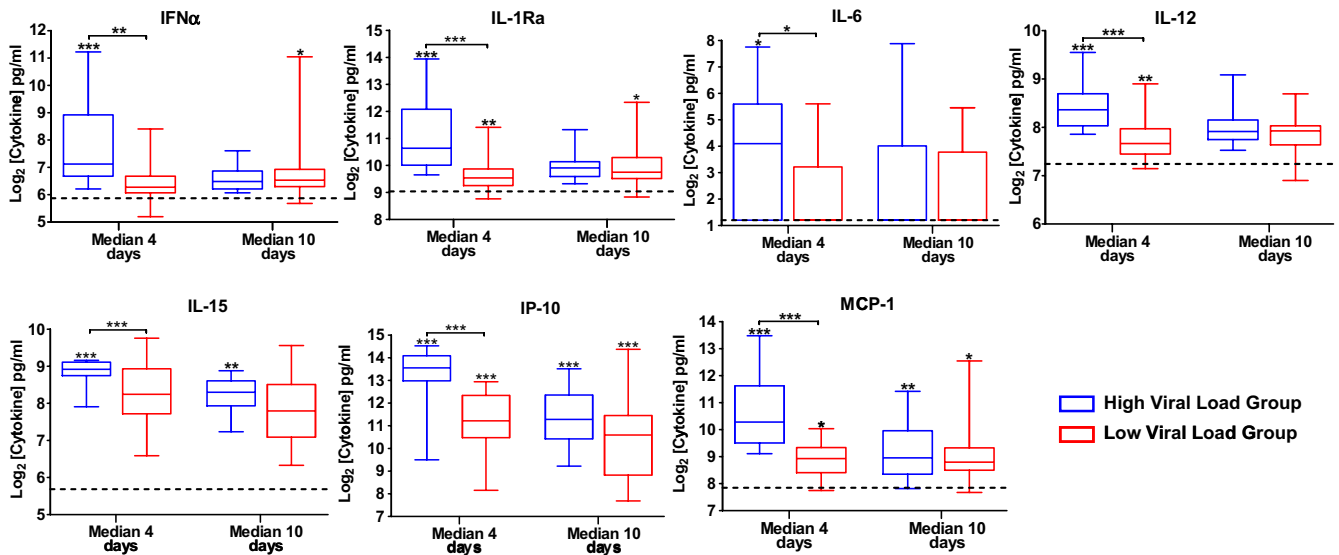 IFNα
Log2 [Cytokine] pg/ml
12
11
10
9
8
7
6
5
***
**
*
Median 4
days
Median 10
days
IL-1Ra
Log2 [Cytokine] pg/ml
14
13
12
11
10
9
8
***
***
**
*
Median 4
days
Median 10
days
IL-6
Log2 [Cytokine] pg/ml
8
7
6
5
4
3
2
1
*
*
Median 4
days
Median 10
days
IL-12
Log2 [Cytokine] pg/ml
10
9
8
7
6
***
***
**
Median 4
days
Median 10
days
IL-15
Log2 [Cytokine] pg/ml
10
9
8
7
6
5
***
***
**
Median 4
days
Median 10
days
IP-10
Log2 [Cytokine] pg/ml
15
14
13
12
11
10
9
8
7
***
***
***
***
***
Median 4
days
Median 10
days
MCP-1
Log2 [Cytokine] pg/ml
14
13
12
11
10
9
8
7
***
***
*
**
*
Median 4
days
Median 10
days
High Viral Load Group
Low Viral Load Group